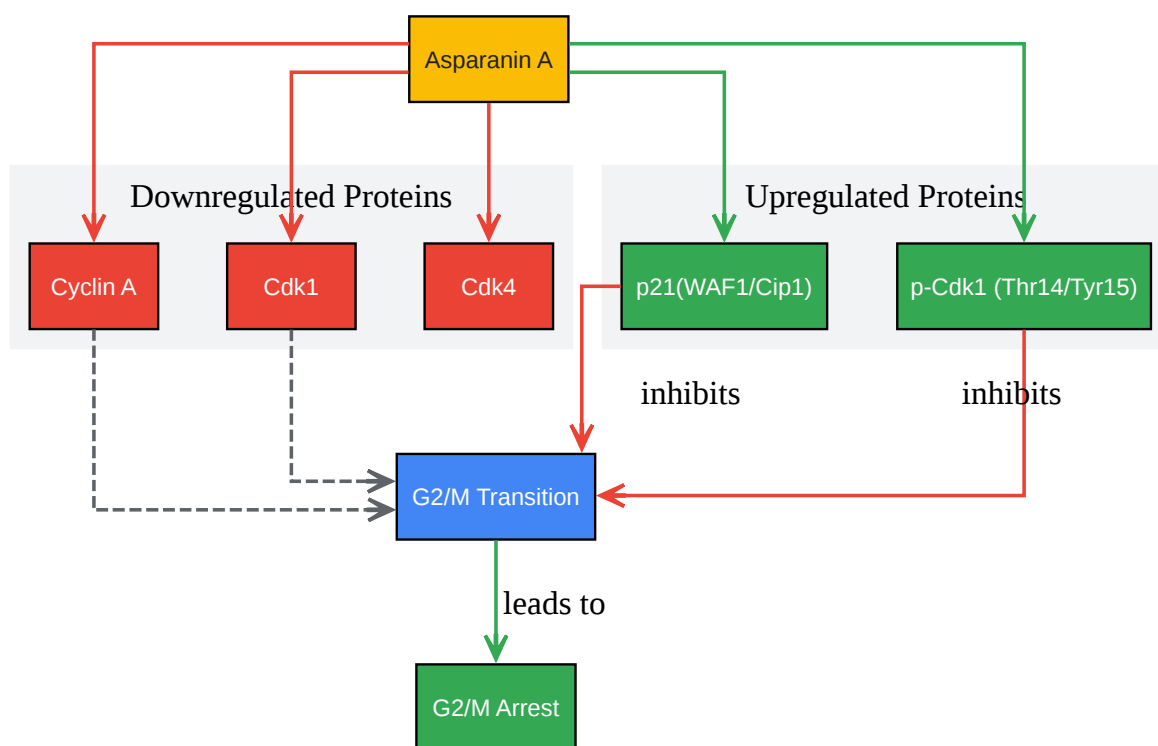 Asparanin A
Downregulated Proteins
Upregulated Proteins
Cyclin A
Cdk1
Cdk4
p21(WAF1/Cip1)
p-Cdk1 (Thr14/Tyr15)
inhibits
inhibits
G2/M Transition
leads to
G2/M Arrest